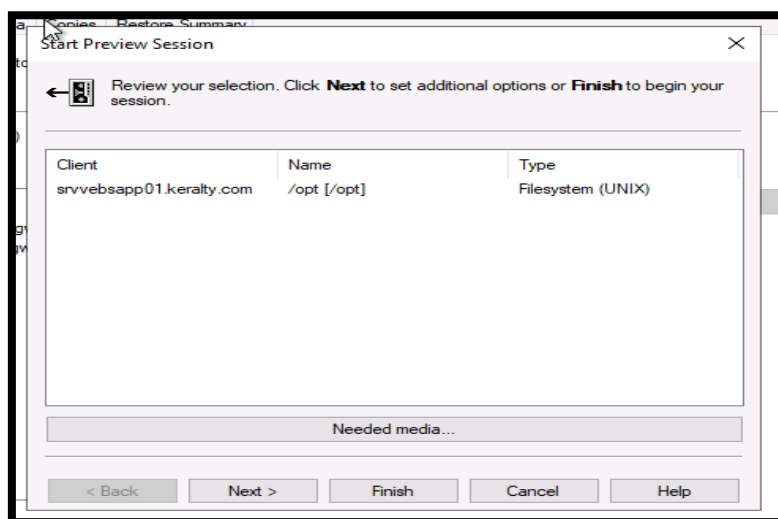 Copies Restore Summary
Start Preview Session
Review your selection. Click Next to set additional options or Finish to begin your
session.
Client Name Type
srvvebsapp01.keralty.com /opt [/opt] Filesystem (UNIX)
Needed media...
< Back Next > Finish Cancel Help